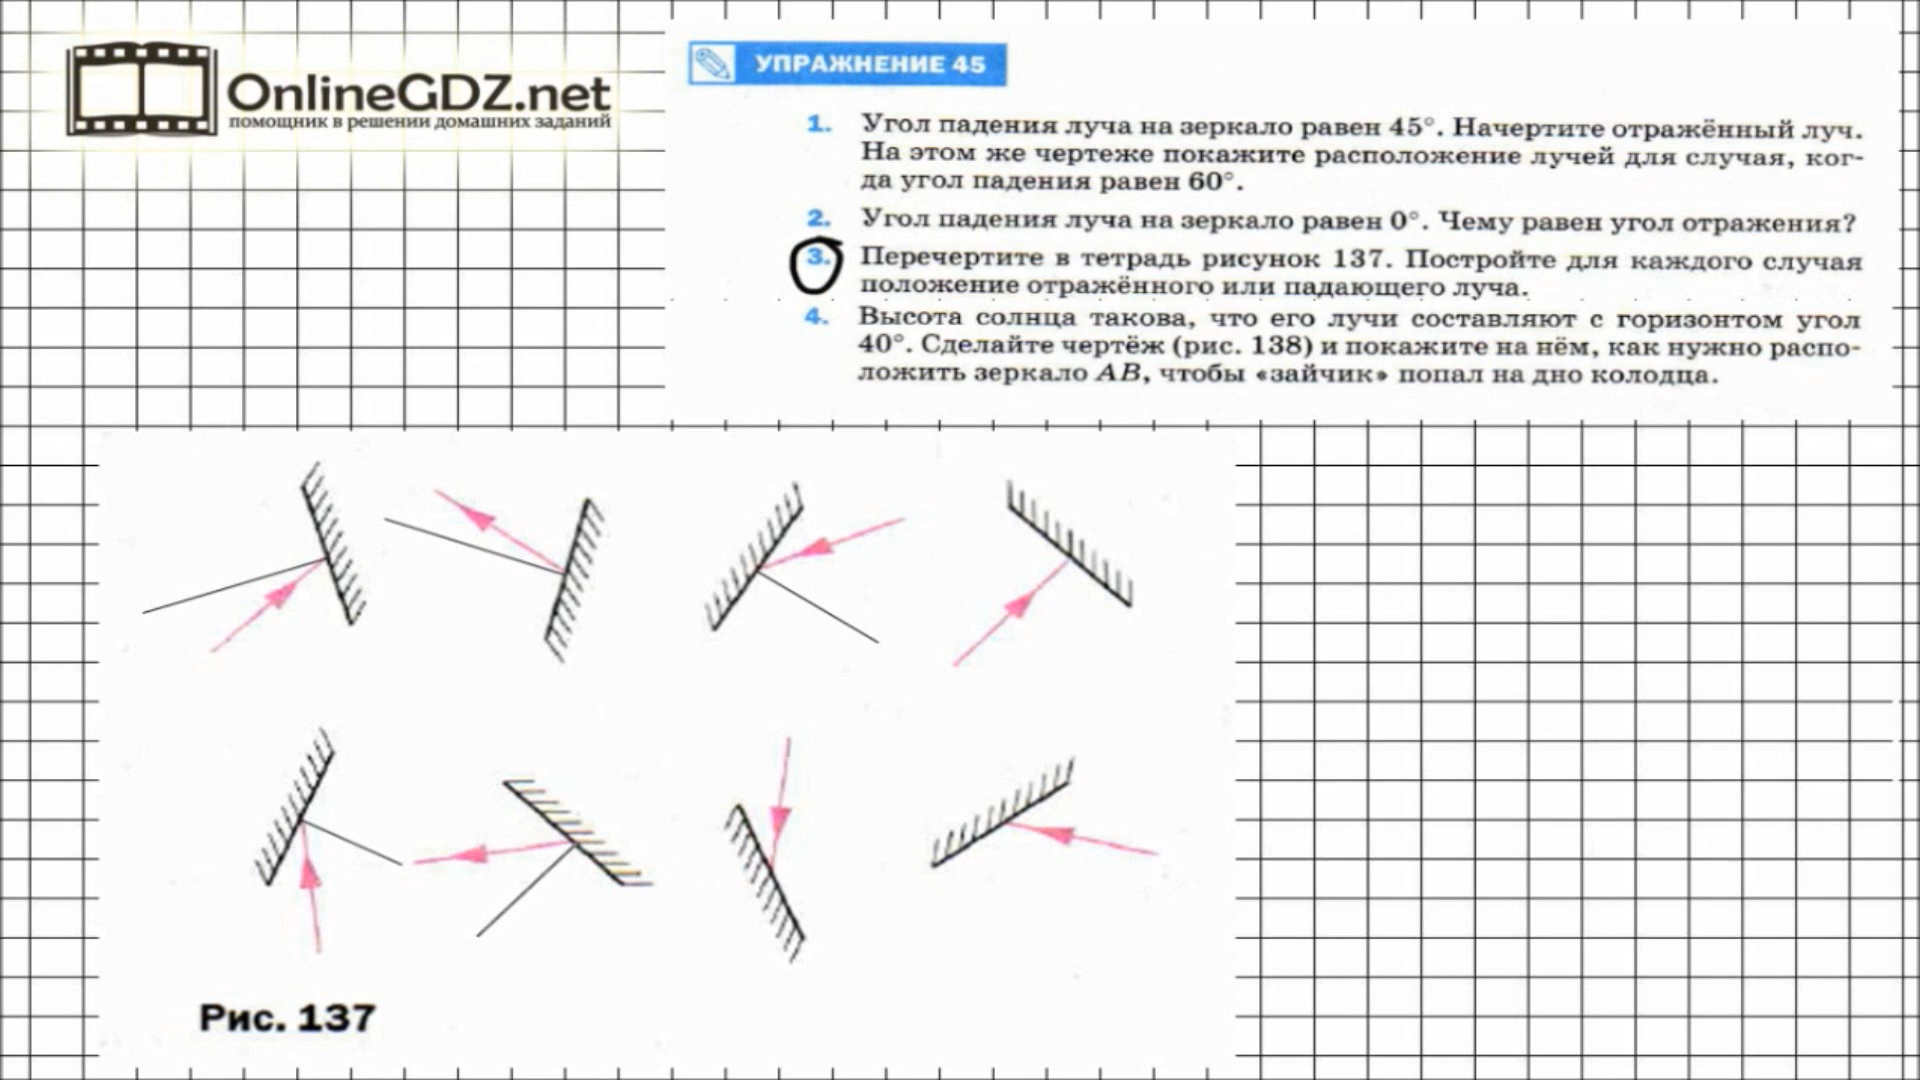 OnlineGDZ.net
помощник в решении домашних заданий
УПРАЖНЕНИЕ 45
1. Угол падения луча на зеркало равен 45°. Начертите отражённый луч.
На этом же чертеже покажите расположение лучей для случая, ког-
да угол падения равен 60°.
2. Угол падения луча на зеркало равен 0°. Чему равен угол отражения?
3. Перечертите в тетрадь рисунок 137. Постройте для каждого случая
положение отражённого или падающего луча.
4. Высота солнца такова, что его лучи составляют с горизонтом угол
40°. Сделайте чертёж (рис. 138) и покажите на нём, как нужно распо-
ложить зеркало АВ, чтобы «зайчик» попал на дно колодца.
Рис. 137